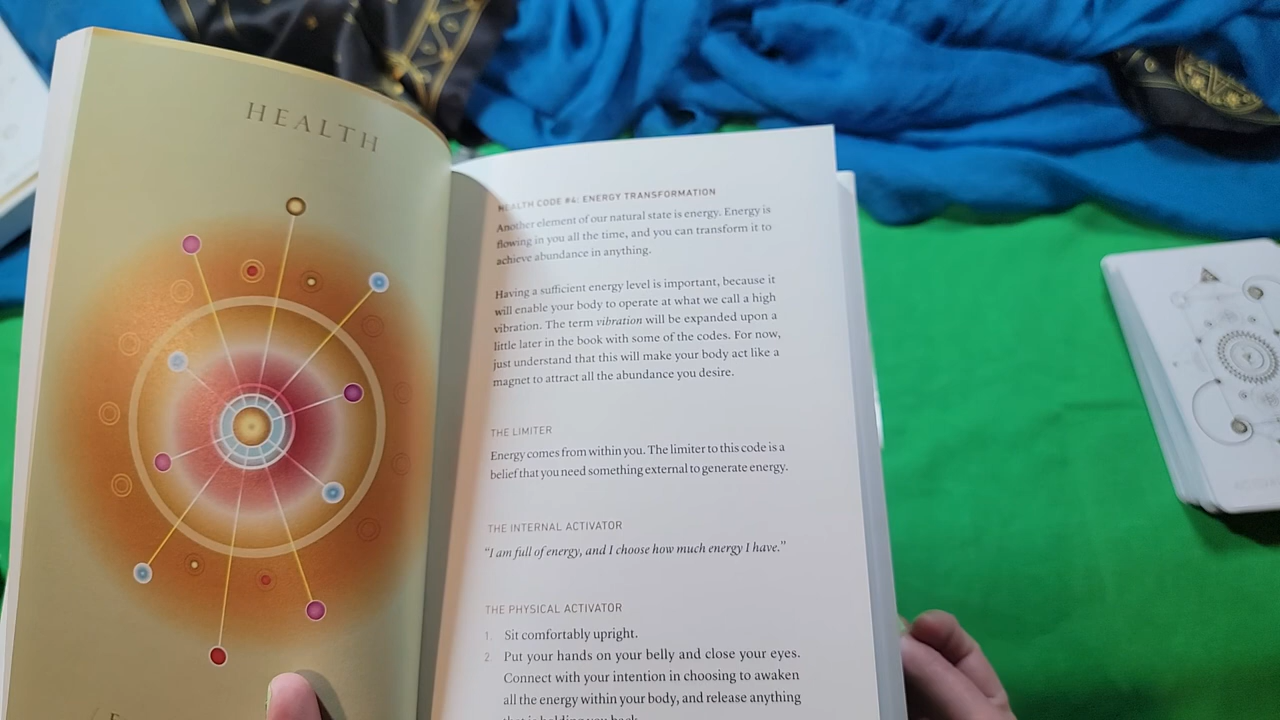 HEALTH
HEALTH CODE #4: ENERGY TRANSFORMATION
Another element of our natural state is energy. Energy is
flowing in you all the time, and you can transform it to
achieve abundance in anything.
Having a sufficient energy level is important, because it
will enable your body to operate at what we call a high
vibration. The term vibration will be expanded upon a
little later in the book with some of the codes. For now,
just understand that this will make your body act like a
magnet to attract all the abundance you desire.
THE LIMITER
Energy comes from within you. The limiter to this code is a
belief that you need something external to generate energy.
THE INTERNAL ACTIVATOR
“I am full of energy, and I choose how much energy I have.”
THE PHYSICAL ACTIVATOR
1. Sit comfortably upright.
2. Put your hands on your belly and close your eyes.
Connect with your intention in choosing to awaken
all the energy within your body, and release anything
that is holding you back.